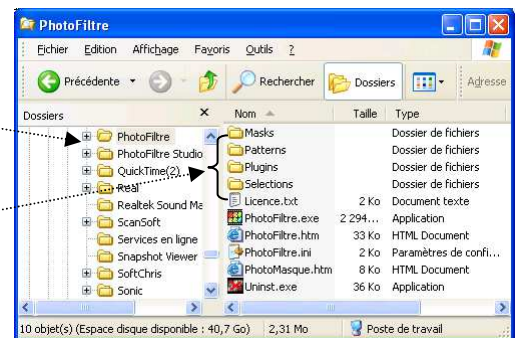 PhotoFiltre
Fichier Edition Affichage Favoris Outils ?
Précédente Rechercher Dossiers Adresse
Dossiers
PhotoFiltre
PhotoFiltre Studio
QuickTime(2)
Real
Realtek Sound Ma
ScanSoft
Services en ligne
Snapshot Viewer
SoftChris
Sonic
Nom Taille Type
Masks Dossier de fichiers
Patterns Dossier de fichiers
Plugins Dossier de fichiers
Selections Dossier de fichiers
Licence.txt 2 Ko Document texte
PhotoFiltre.exe 2 294... Application
PhotoFiltre.htm 33 Ko HTML Document
PhotoFiltre.ini 2 Ko Paramètres de confi...
PhotoMasque.htm 8 Ko HTML Document
Uninst.exe 36 Ko Application
10 objet(s) (Espace disque disponible : 40,7 Go) 2,31 Mo Poste de travail